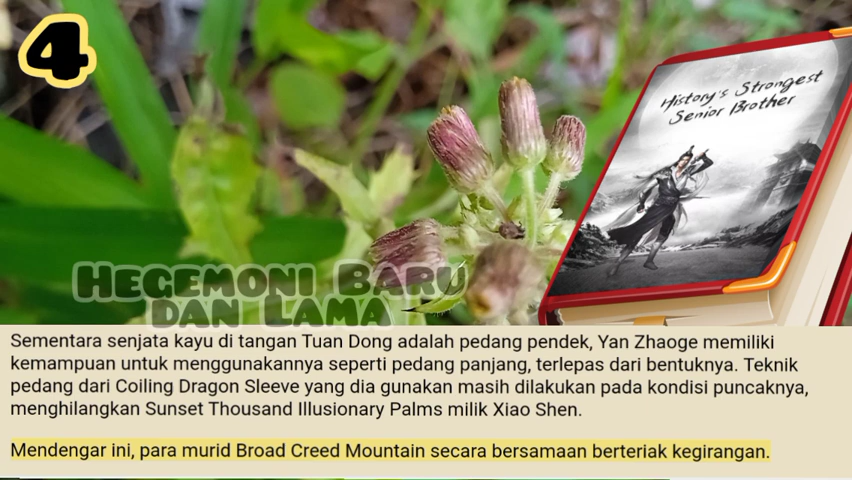 4
History's Strongest
Senior Brother
Hegemoni Baru
dan Lama
Sementara senjata kayu di tangan Tuan Dong adalah pedang pendek, Yan Zhaoge memiliki
kemampuan untuk menggunakannya seperti pedang panjang, terlepas dari bentuknya. Teknik
pedang dari Coiling Dragon Sleeve yang dia gunakan masih dilakukan pada kondisi puncaknya,
menghilangkan Sunset Thousand Illusionary Palms milik Xiao Shen.
Mendengar ini, para murid Broad Creed Mountain secara bersamaan berteriak kegirangan.